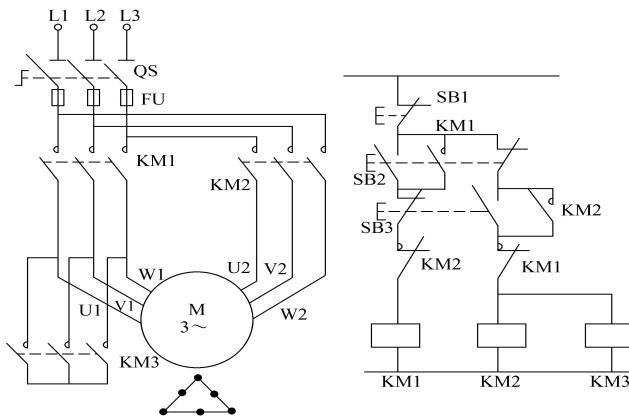 L1 L2 L3
QS
FU
KM1
KM2
U1
V1
W1
U2
V2
W2
M
3～
KM3
SB1
KM1
SB2
SB3
KM2
KM2
KM1
KM1
KM2
KM3